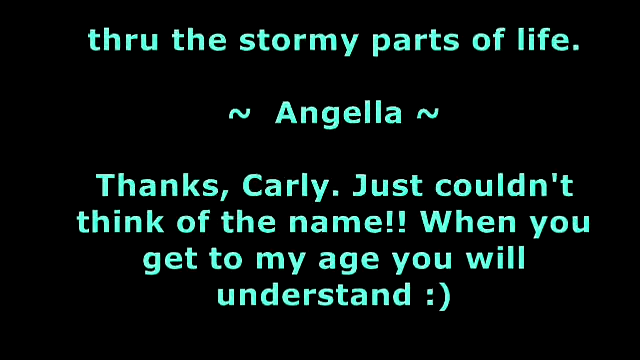 thru the stormy parts of life.
~ Angella ~
Thanks, Carly. Just couldn't
think of the name!! When you
get to my age you will
understand :)